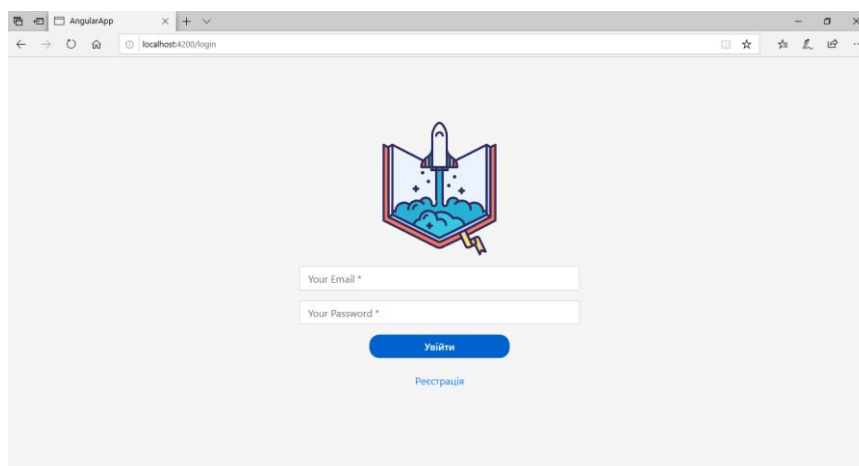 AngularApp
localhost:4200/login
Your Email *
Your Password *
Увійти
Реєстрація